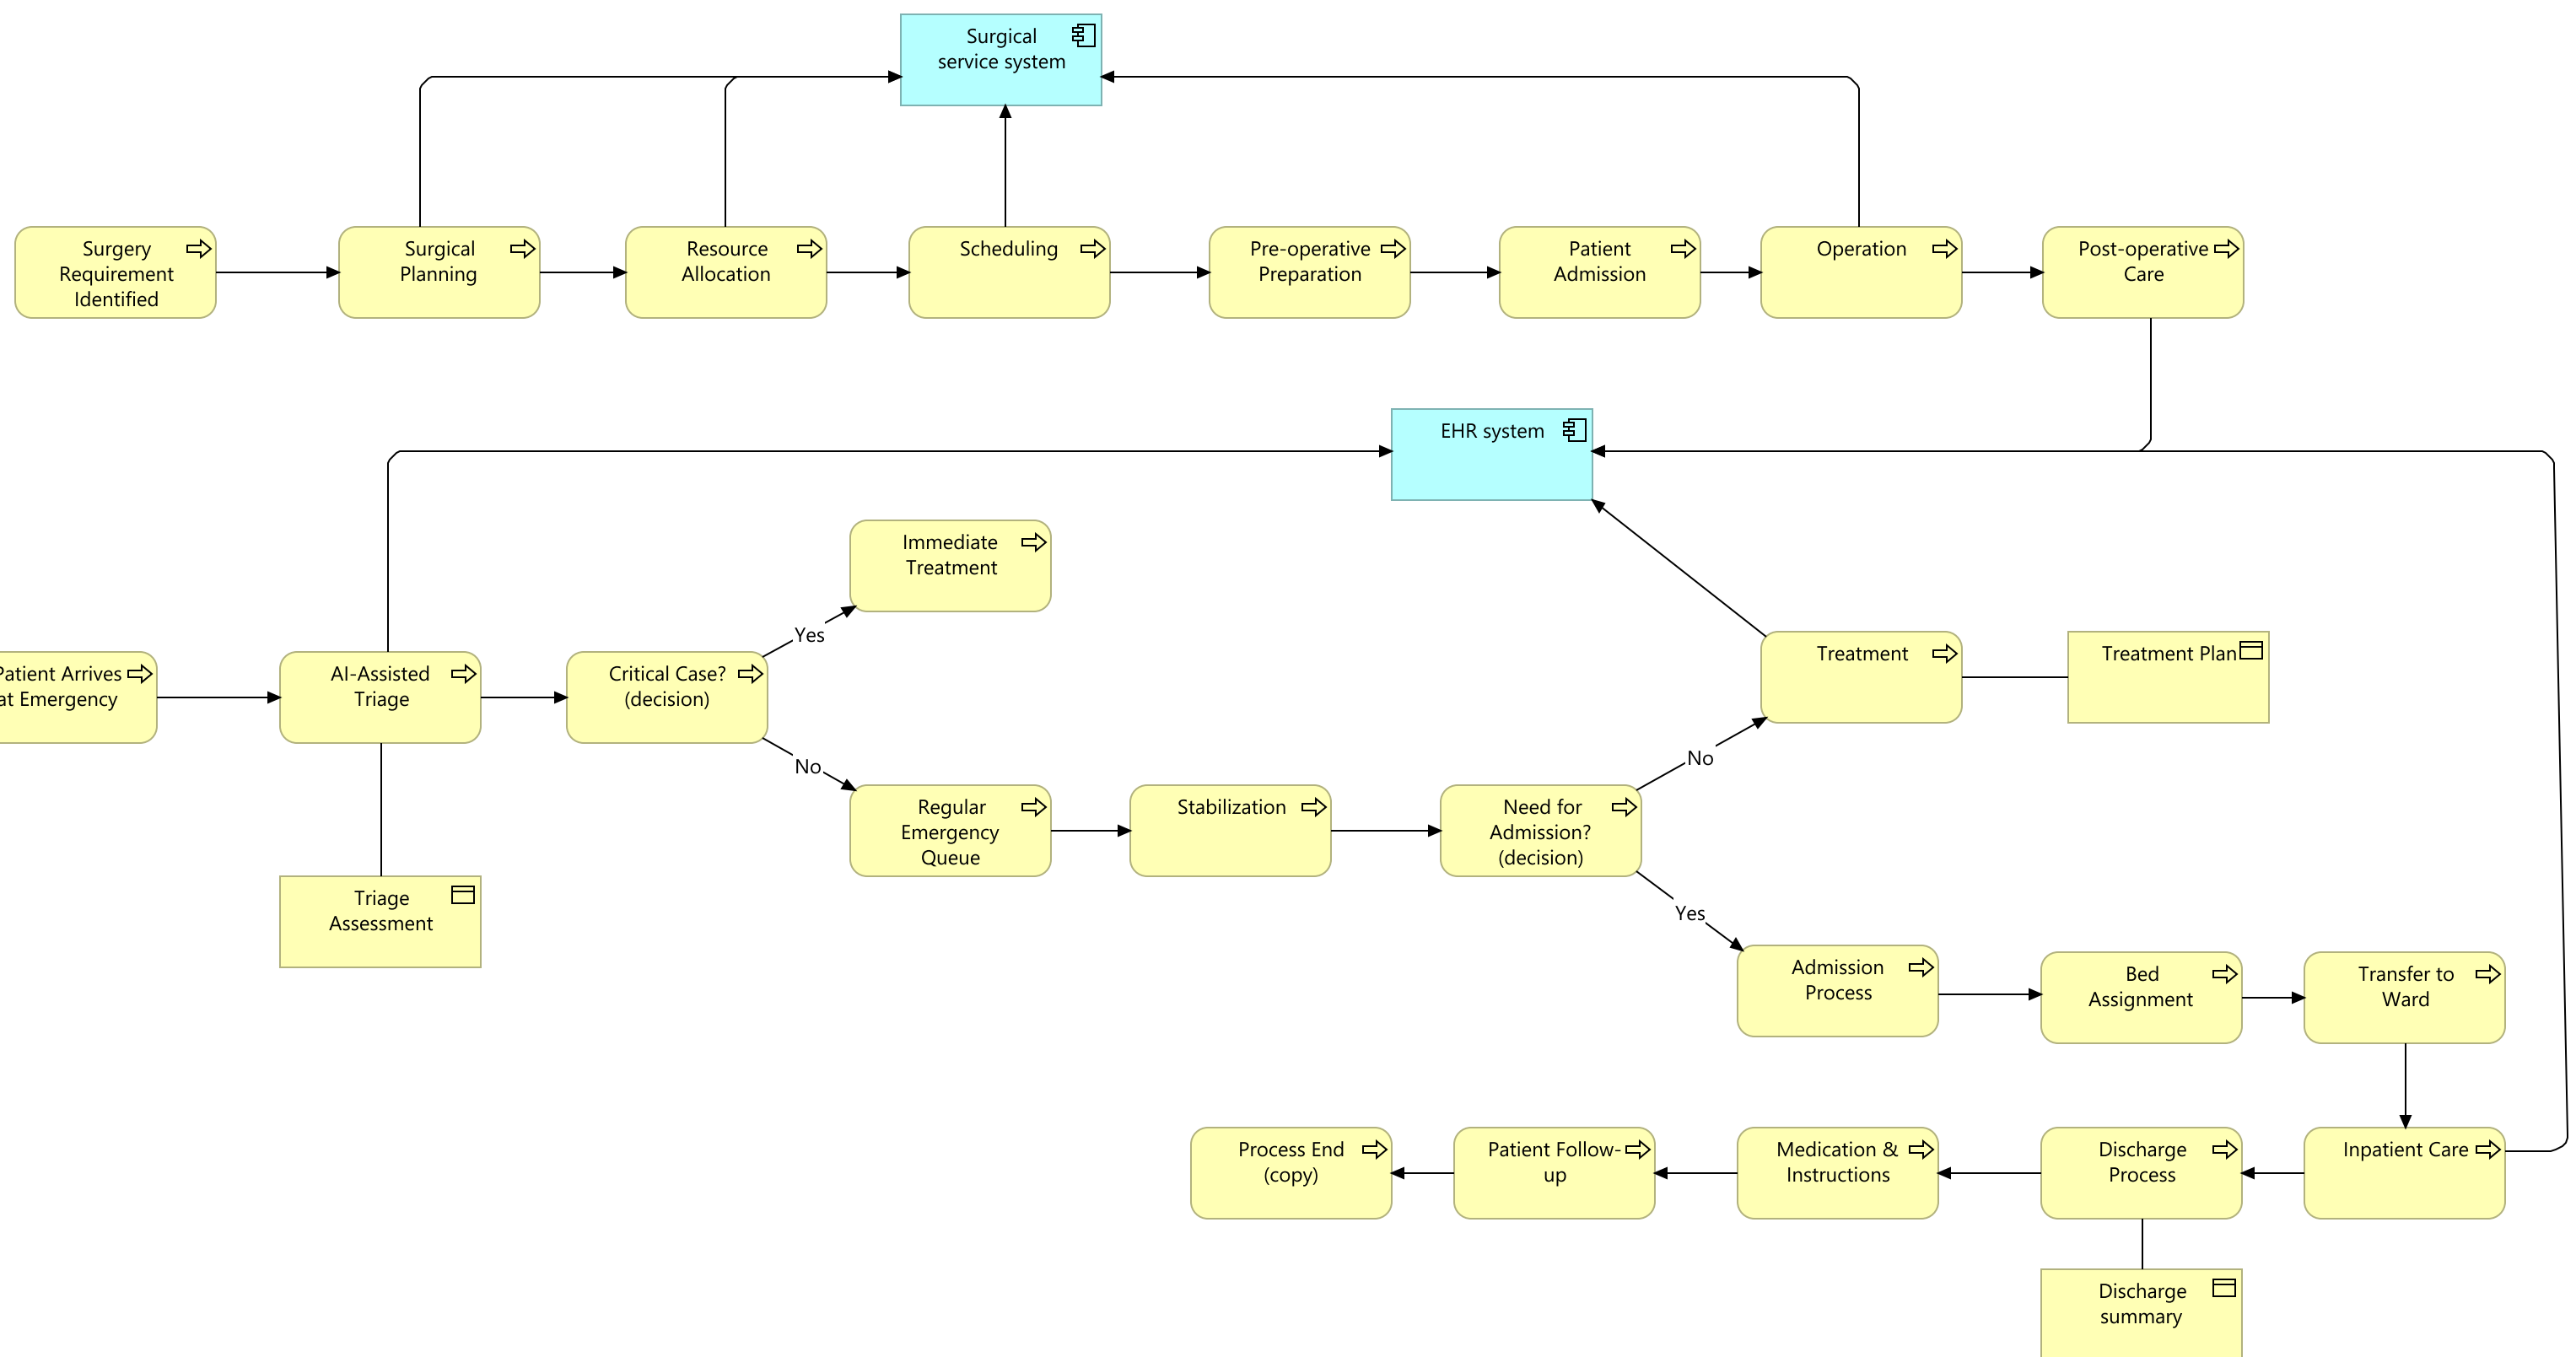 Surgical
service system
Surgery
Requirement
Identified
Surgical
Planning
Resource
Allocation
Scheduling
Pre-operative
Preparation
Patient
Admission
Operation
Post-operative
Care
EHR system
Immediate
Treatment
Yes
Patient Arrives
at Emergency
AI-Assisted
Triage
Critical Case?
(decision)
Treatment
Treatment Plan
No
No
Regular
Emergency
Queue
Stabilization
Need for
Admission?
(decision)
Triage
Assessment
Yes
Admission
Process
Bed
Assignment
Transfer to
Ward
Process End
(copy)
Patient Follow-
up
Medication &
Instructions
Discharge
Process
Inpatient Care
Discharge
summary